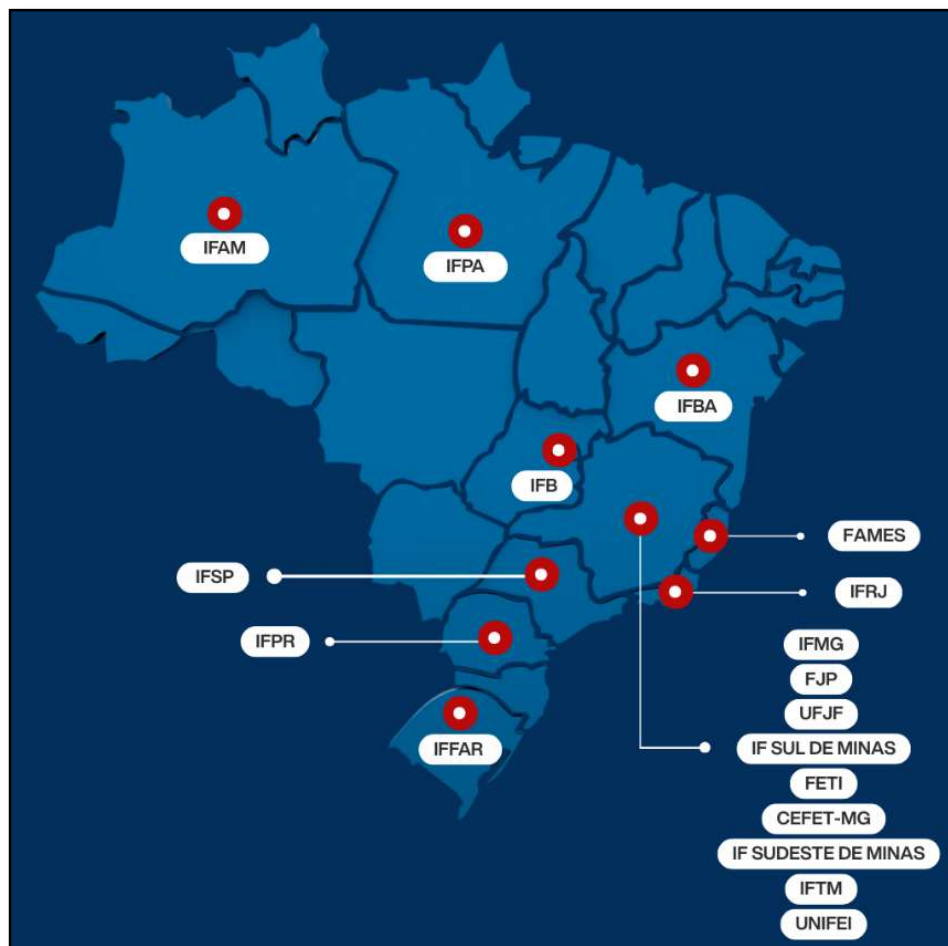 IFAM
IFPA
IFBA
IFB
FAMES
IFSP
IFRJ
IFPR
IFFAR
IFMG
FJP
UFJF
IF SUL DE MINAS
FETI
CEFET-MG
IF SUDESTE DE MINAS
IFTM
UNIFEI